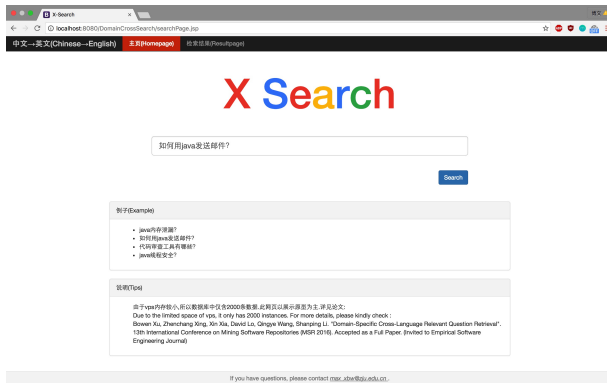 X-Search
博文
localhost:8080/DomainCrossSearch/searchPage.jsp
中文→英文(Chinese→English) 主页(Homepage) 检索结果(Resultpage)
X Search
如何用java发送邮件?
Search
例子(Example)
java内存泄漏?
如何用java发送邮件?
代码审查工具有哪些?
java线程安全?
说明(Tips)
由于vps内存较小,所以数据库中仅含2000条数据.此网页以展示原型为主.详见论文:
Due to the limited space of vps, it only has 2000 instances. For more details, please kindly check :
Bowen Xu, Zhenchang Xing, Xin Xia, David Lo, Qingye Wang, Shanping Li. "Domain-Specific Cross-Language Relevant Question Retrieval".
13th International Conference on Mining Software Repositories (MSR 2016). Accepted as a Full Paper. (Invited to Empirical Software
Engineering Journal)
If you have questions, please contact max_xbw@zju.edu.cn .